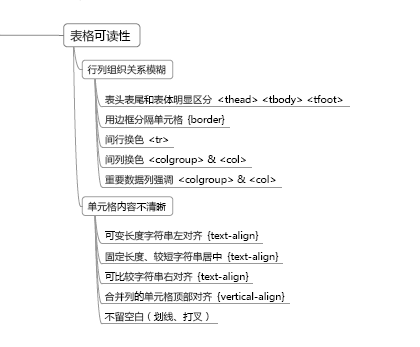 表格可读性
行列组织关系模糊
表头表尾和表体明显区分 <thead> <tbody> <tfoot>
用边框分隔单元格 {border}
间行换色 <tr>
间列换色 <colgroup> & <col>
重要数据列强调 <colgroup> & <col>
单元格内容不清晰
可变长度字符串左对齐 {text-align}
固定长度、较短字符串居中 {text-align}
可比较字符串右对齐 {text-align}
合并列的单元格顶部对齐 {vertical-align}
不留空白（划线、打叉）